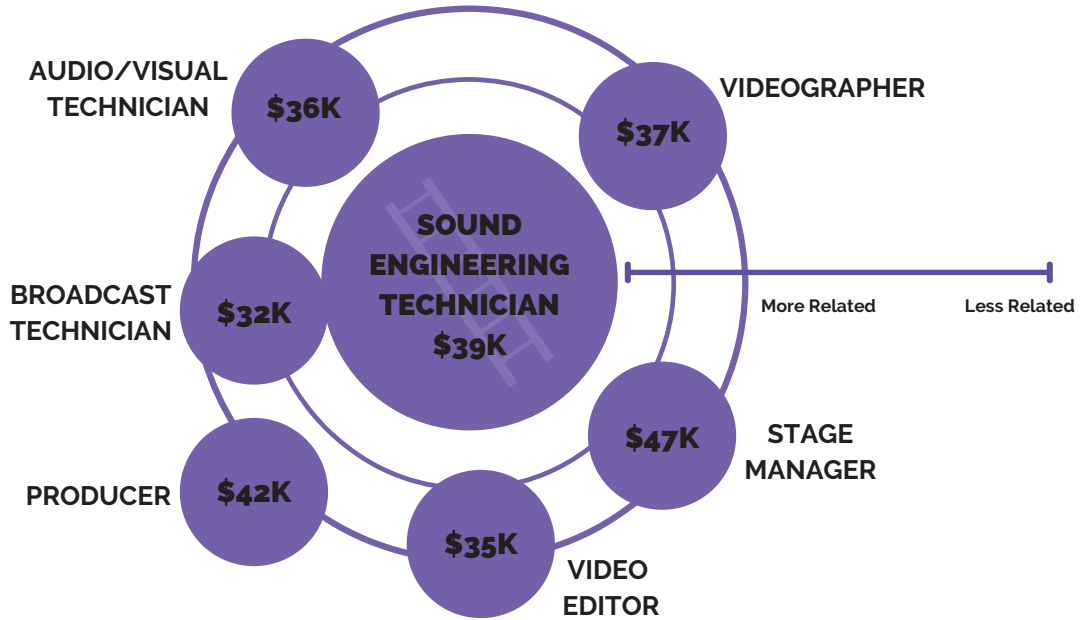 AUDIO/VISUAL
TECHNICIAN
$36K
VIDEOGRAPHER
$37K
SOUND
ENGINEERING
TECHNICIAN
$39K
BROADCAST
TECHNICIAN
$32K
More Related
Less Related
STAGE
MANAGER
$47K
PRODUCER
$42K
$35K
VIDEO
EDITOR